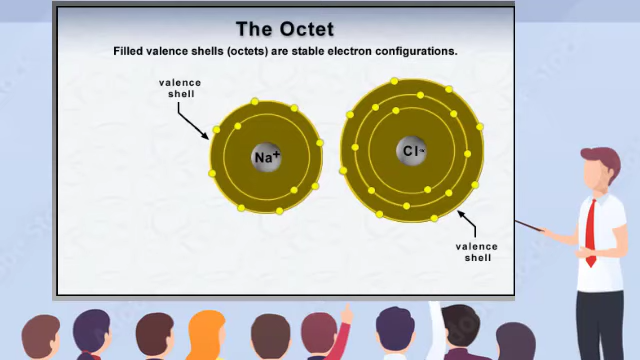 The Octet
Filled valence shells (octets) are stable electron configurations.
valence
shell
Na+
Cl-
valence
shell